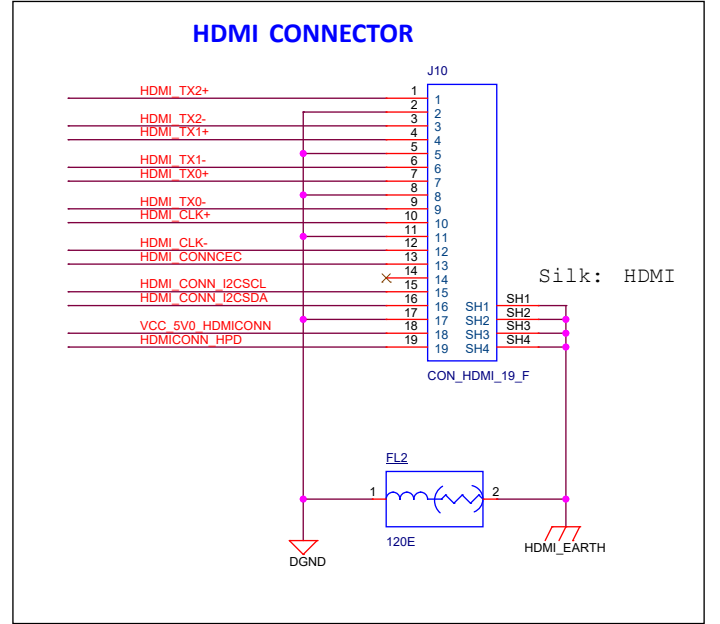 HDMI CONNECTOR
J10
HDMI_TX2+ 1 1
2 2
HDMI_TX2- 3 3
HDMI_TX1+ 4 4
5 5
HDMI_TX1- 6 6
HDMI_TX0+ 7 7
8 8
HDMI_TX0- 9 9
HDMI_CLK+ 10 10
11 11
HDMI_CLK- 12 12
HDMI_CONNCEC 13 13
14 14
Silk: HDMI
HDMI_CONN_I2CSCL 15 15
HDMI_CONN_I2CSDA 16 16 SH1 SH1
17 17 SH2 SH2
VCC_5V0_HDMICONN 18 18 SH3 SH3
HDMICONN_HPD 19 19 SH4 SH4
CON_HDMI_19_F
FL2
1 2
120E
HDMI_EARTH
DGND